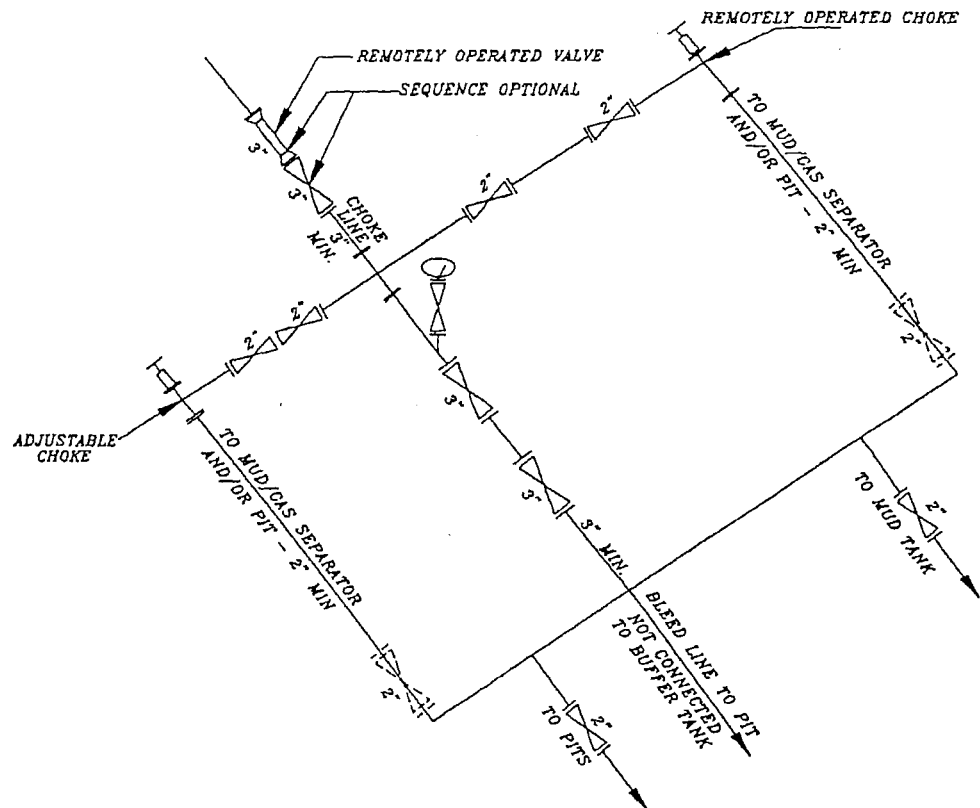 REMOTELY OPERATED CHOKE
REMOTELY OPERATED VALVE
SEQUENCE OPTIONAL
3"
3"
CHOKE
LINE
3"
MIN.
2"
2"
TO MUD/CAS SEPARATOR
AND/OR PIT - 2" MIN
2"
2"
2"
ADJUSTABLE
CHOKE
TO MUD/CAS SEPARATOR
AND/OR PIT - 2" MIN
2"
3"
3"
3" MIN.
BLEED LINE TO PIT
NOT CONNECTED
TO BUFFER TANK
2"
TO MUD TANK
2"
TO PITS